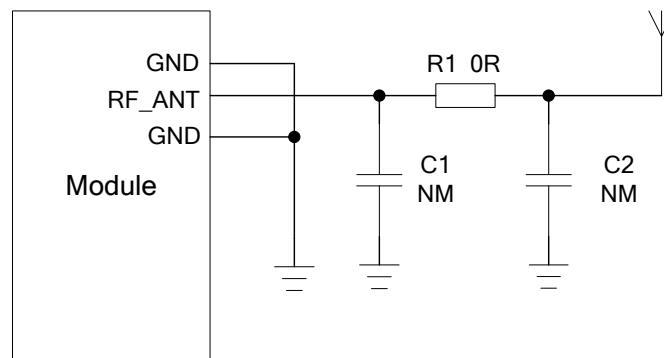 GND
R1 0R
RF_ANT
GND
C1
C2
Module
NM
NM